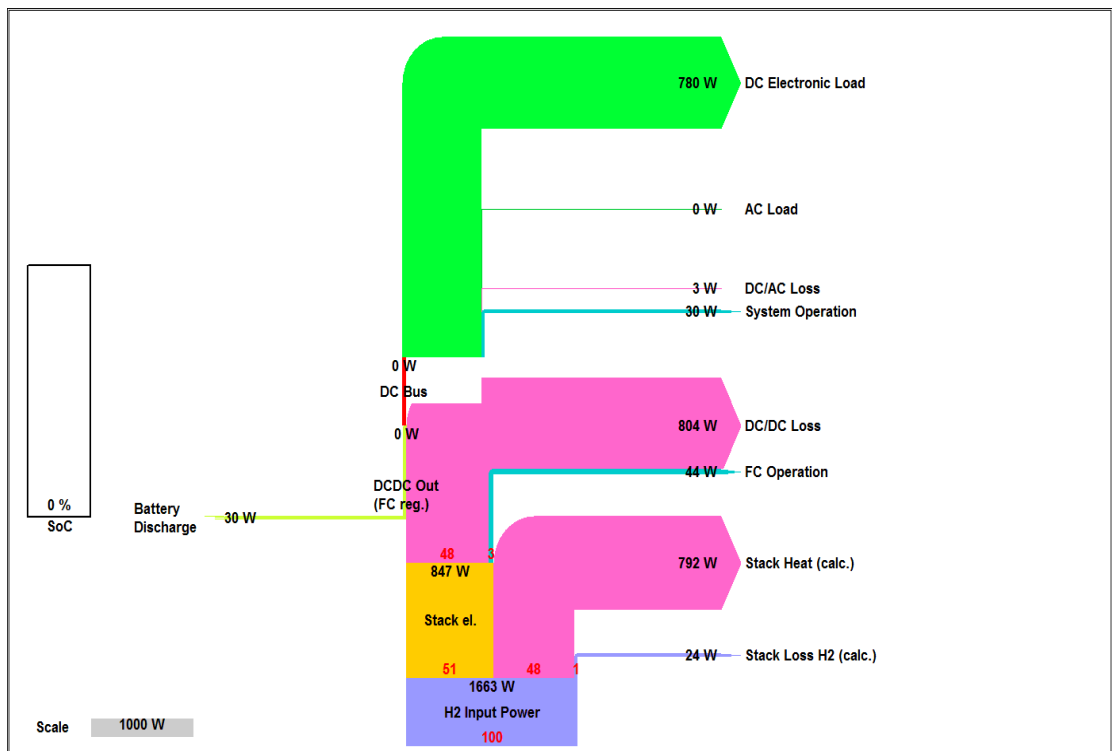 780 W DC Electronic Load
0 W AC Load
3 W DC/AC Loss
30 W System Operation
0 W
DC Bus
804 W DC/DC Loss
0 W
44 W FC Operation
DCDC Out
(FC reg.)
0 %
SoC
Battery
Discharge
30 W
48 3
847 W
792 W Stack Heat (calc.)
Stack el.
24 W Stack Loss H2 (calc.)
51 48 1
1663 W
H2 Input Power
100
Scale 1000 W